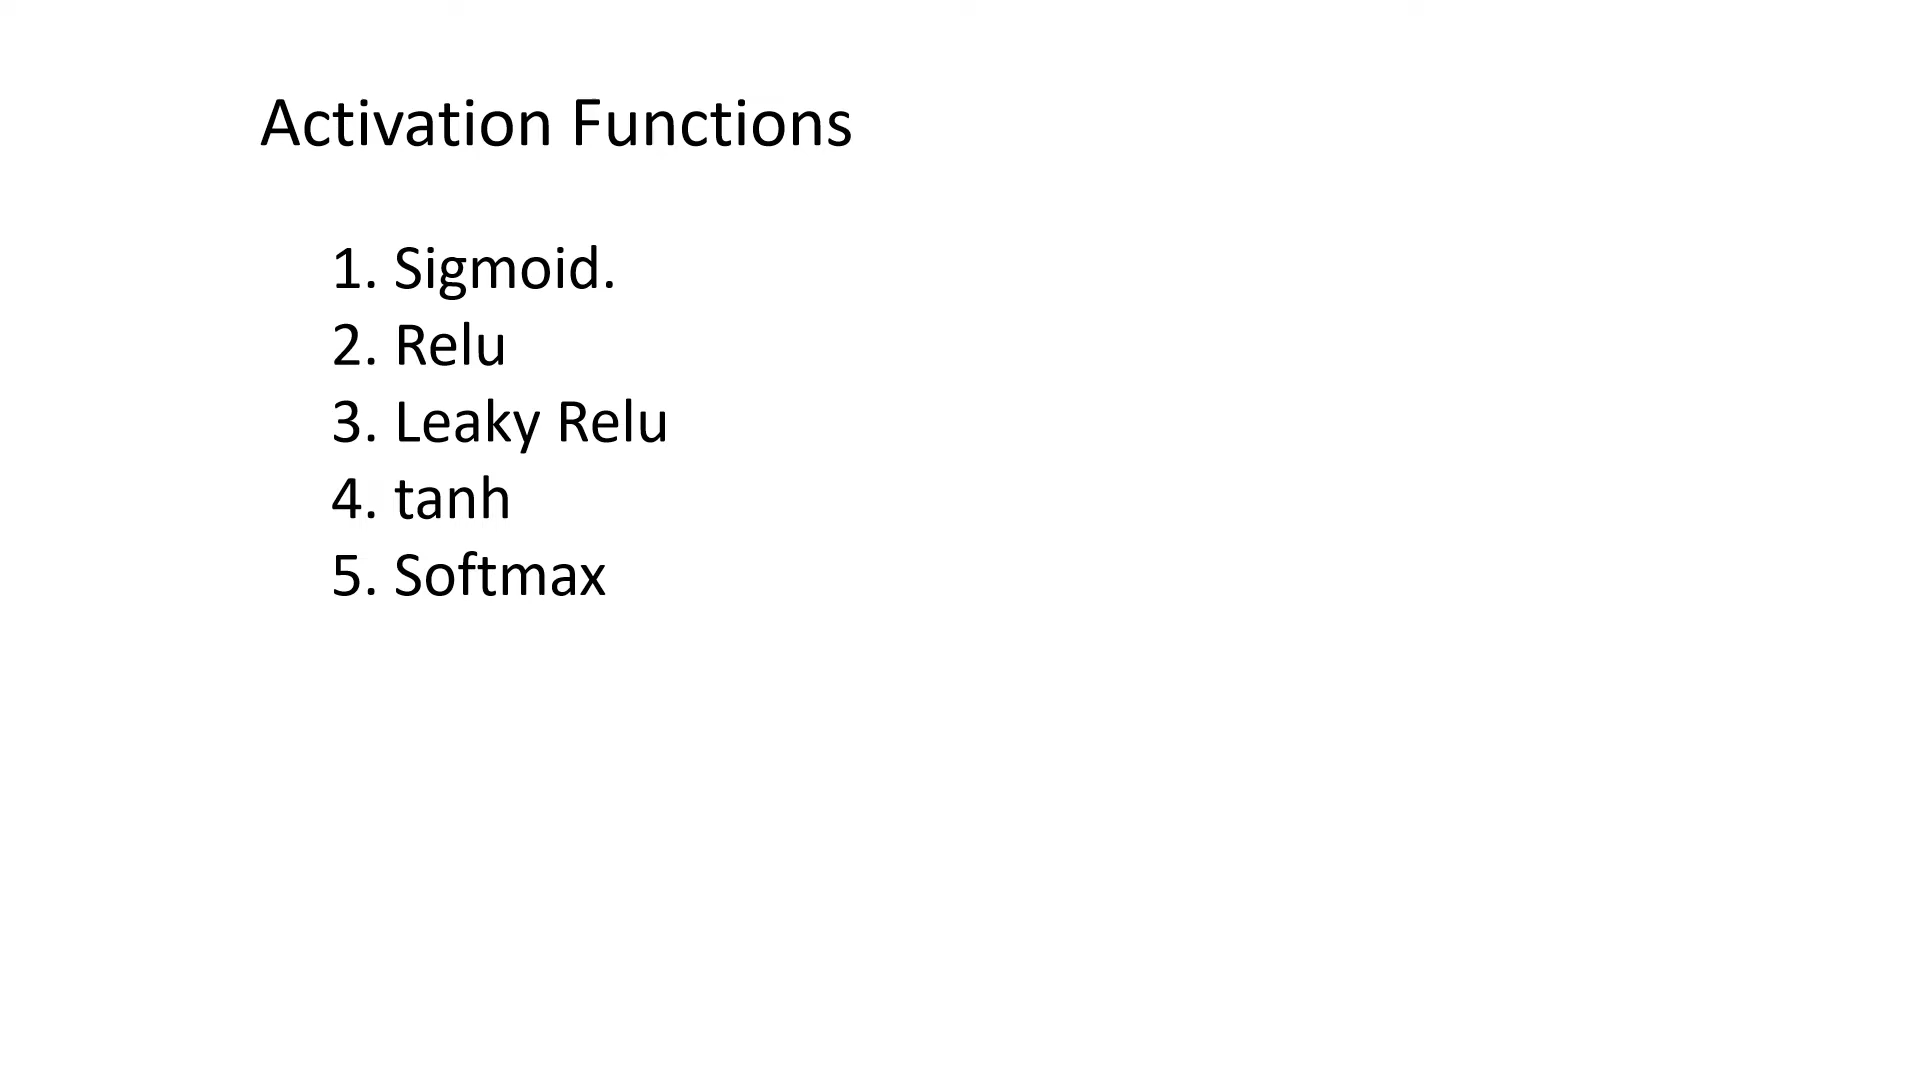 Activation Functions
1. Sigmoid.
2. Relu
3. Leaky Relu
4. tanh
5. Softmax